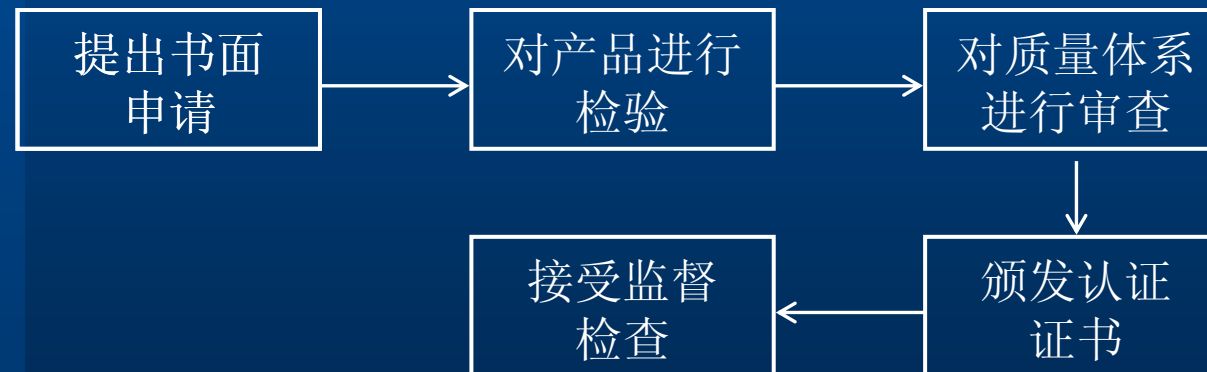 提出书面
申请
对产品进行
检验
对质量体系
进行审查
颁发认证
证书
接受监督
检查